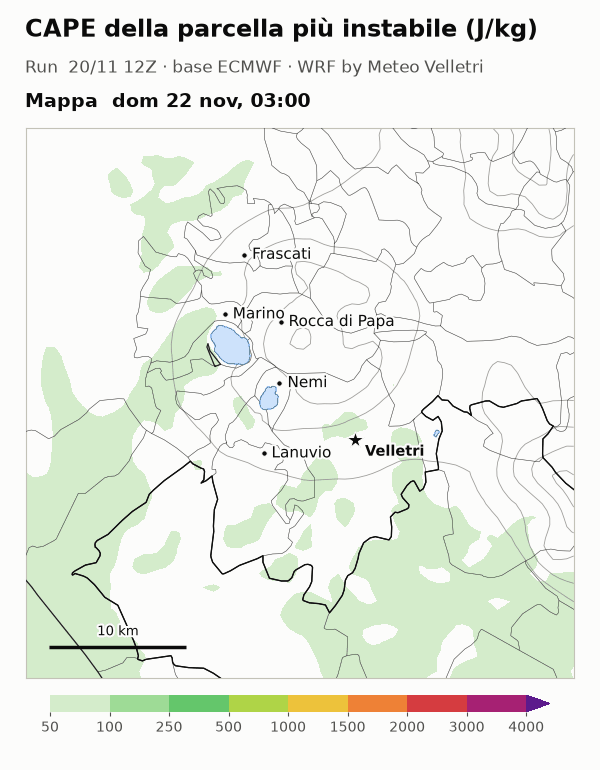 CAPE della parcella più instabile (J/kg)
Run  20/11 12Z · base ECMWF · WRF by Meteo Velletri
Mappa  dom 22 nov, 03:00
Frascati
Marino
Rocca di Papa
Nemi
Lanuvio
Velletri
10 km
50 100 250 500 1000 1500 2000 3000 4000